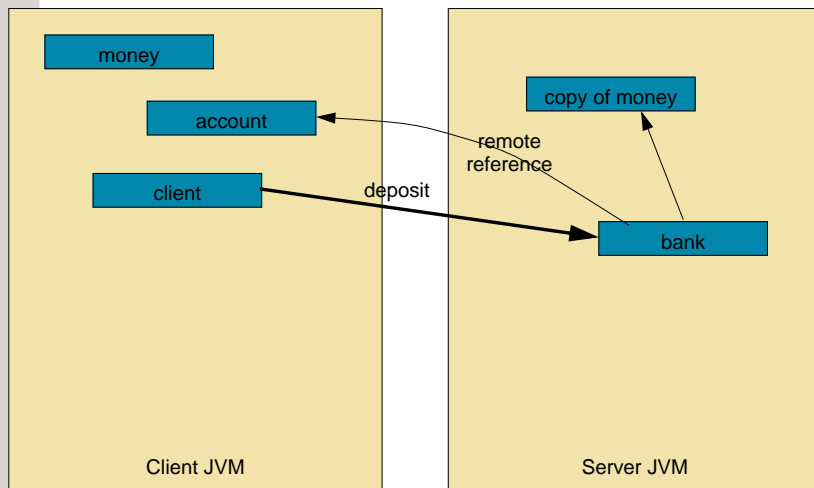 money
account
client
deposit
remote
reference
copy of money
bank
Client JVM
Server JVM